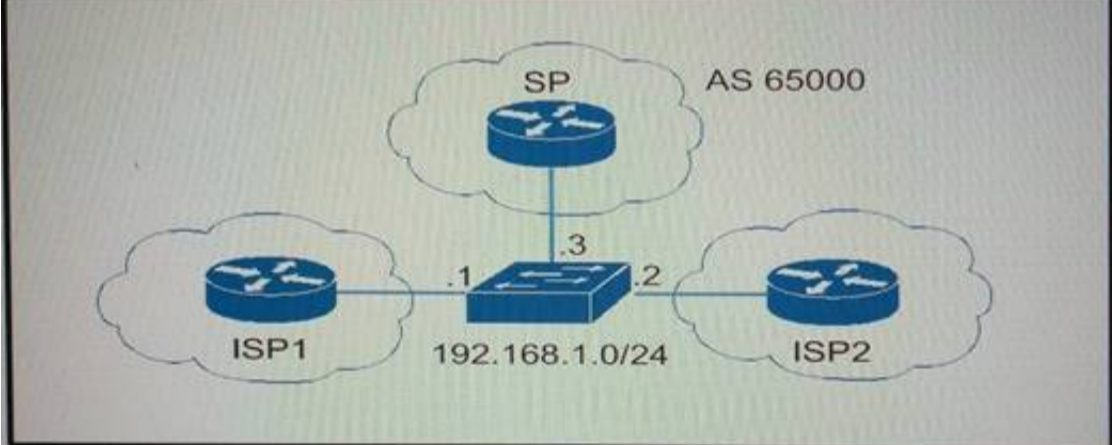 SP
AS 65000
.3
.1
.2
ISP1
192.168.1.0/24
ISP2